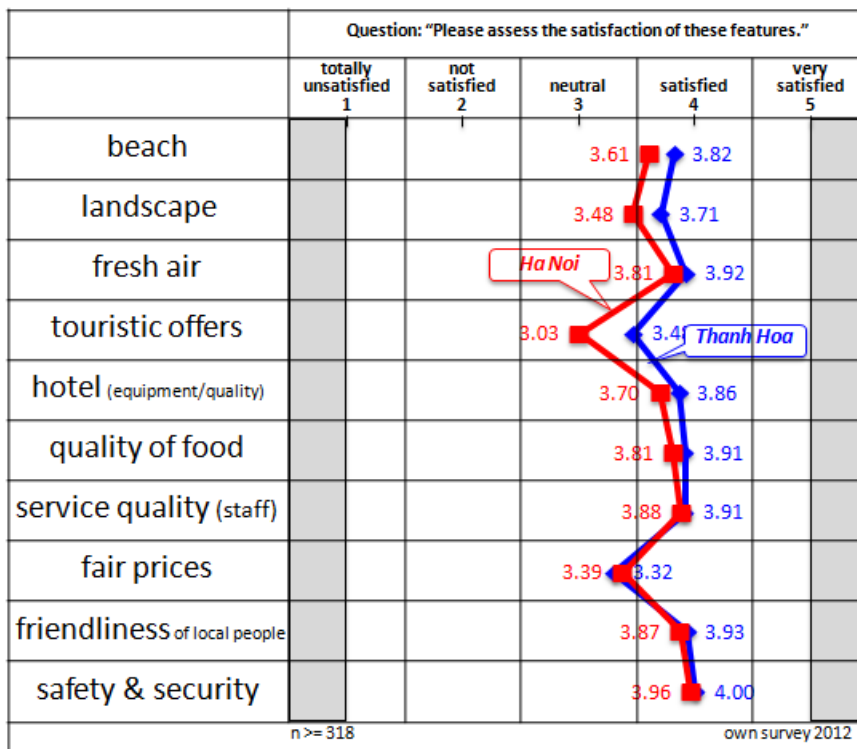 Question: “Please assess the satisfaction of these features.”
totally unsatisfied 1
not satisfied 2
neutral 3
satisfied 4
very satisfied 5
beach 3.61 3.82
landscape 3.48 3.71
fresh air 3.81 3.92
Ha Noi
touristic offers 3.03
Thanh Hoa
hotel (equipment/quality) 3.70 3.86
quality of food 3.81 3.91
service quality (staff) 3.88 3.91
fair prices 3.39 3.32
friendliness of local people 3.87 3.93
safety & security 3.96 4.00
n >= 318 own survey 2012